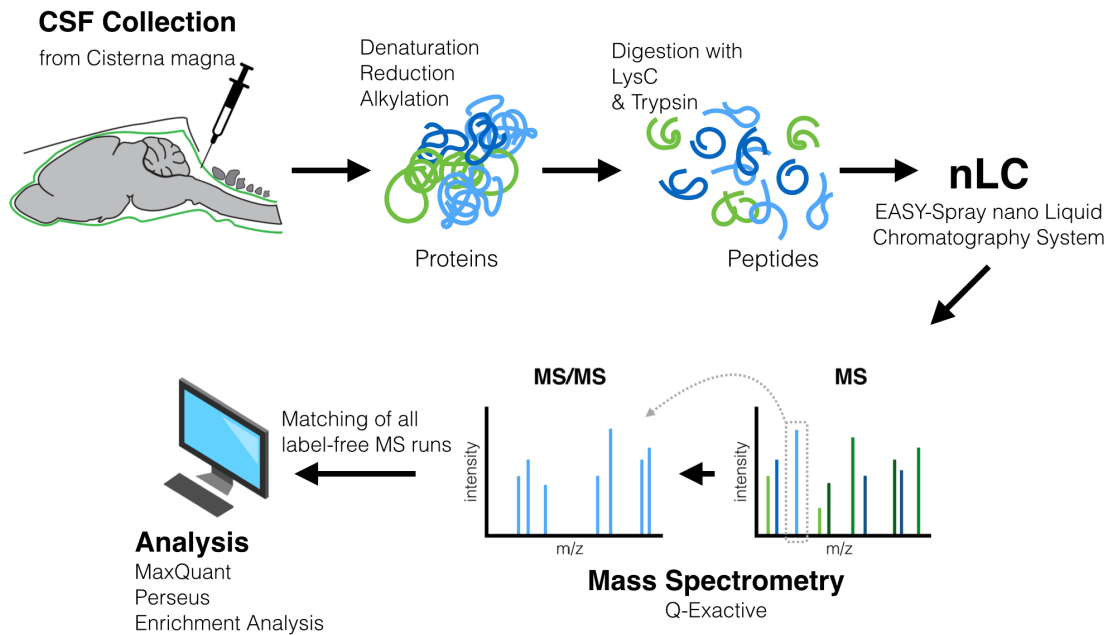 CSF Collection
from Cisterna magna
Denaturation
Reduction
Alkylation
Proteins
Digestion with
LysC
& Trypsin
Peptides
nLC
EASY-Spray nano Liquid
Chromatography System
MS
intensity
m/z
MS/MS
intensity
m/z
Mass Spectrometry
Q-Exactive
Matching of all
label-free MS runs
Analysis
MaxQuant
Perseus
Enrichment Analysis